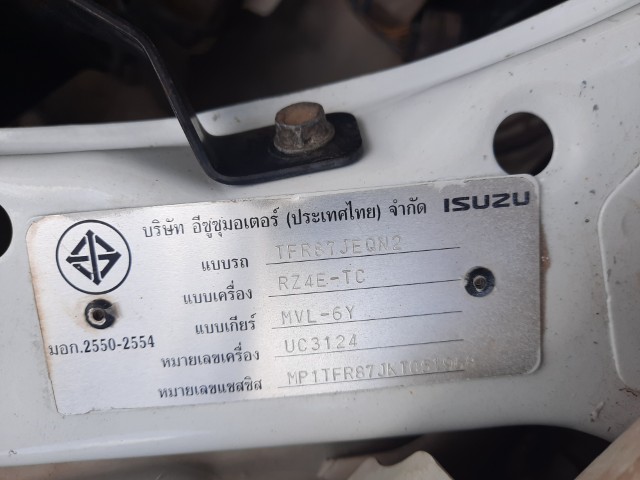 บริษัท อีซูซุมอเตอร์ (ประเทศไทย) จำกัด ISUZU
แบบรถ TFR87JEQN2
แบบเครื่อง RZ4E-TC
แบบเกียร์ MVL-6Y
มอก.2550-2554
หมายเลขเครื่อง UC3124
หมายเลขแชสซิส